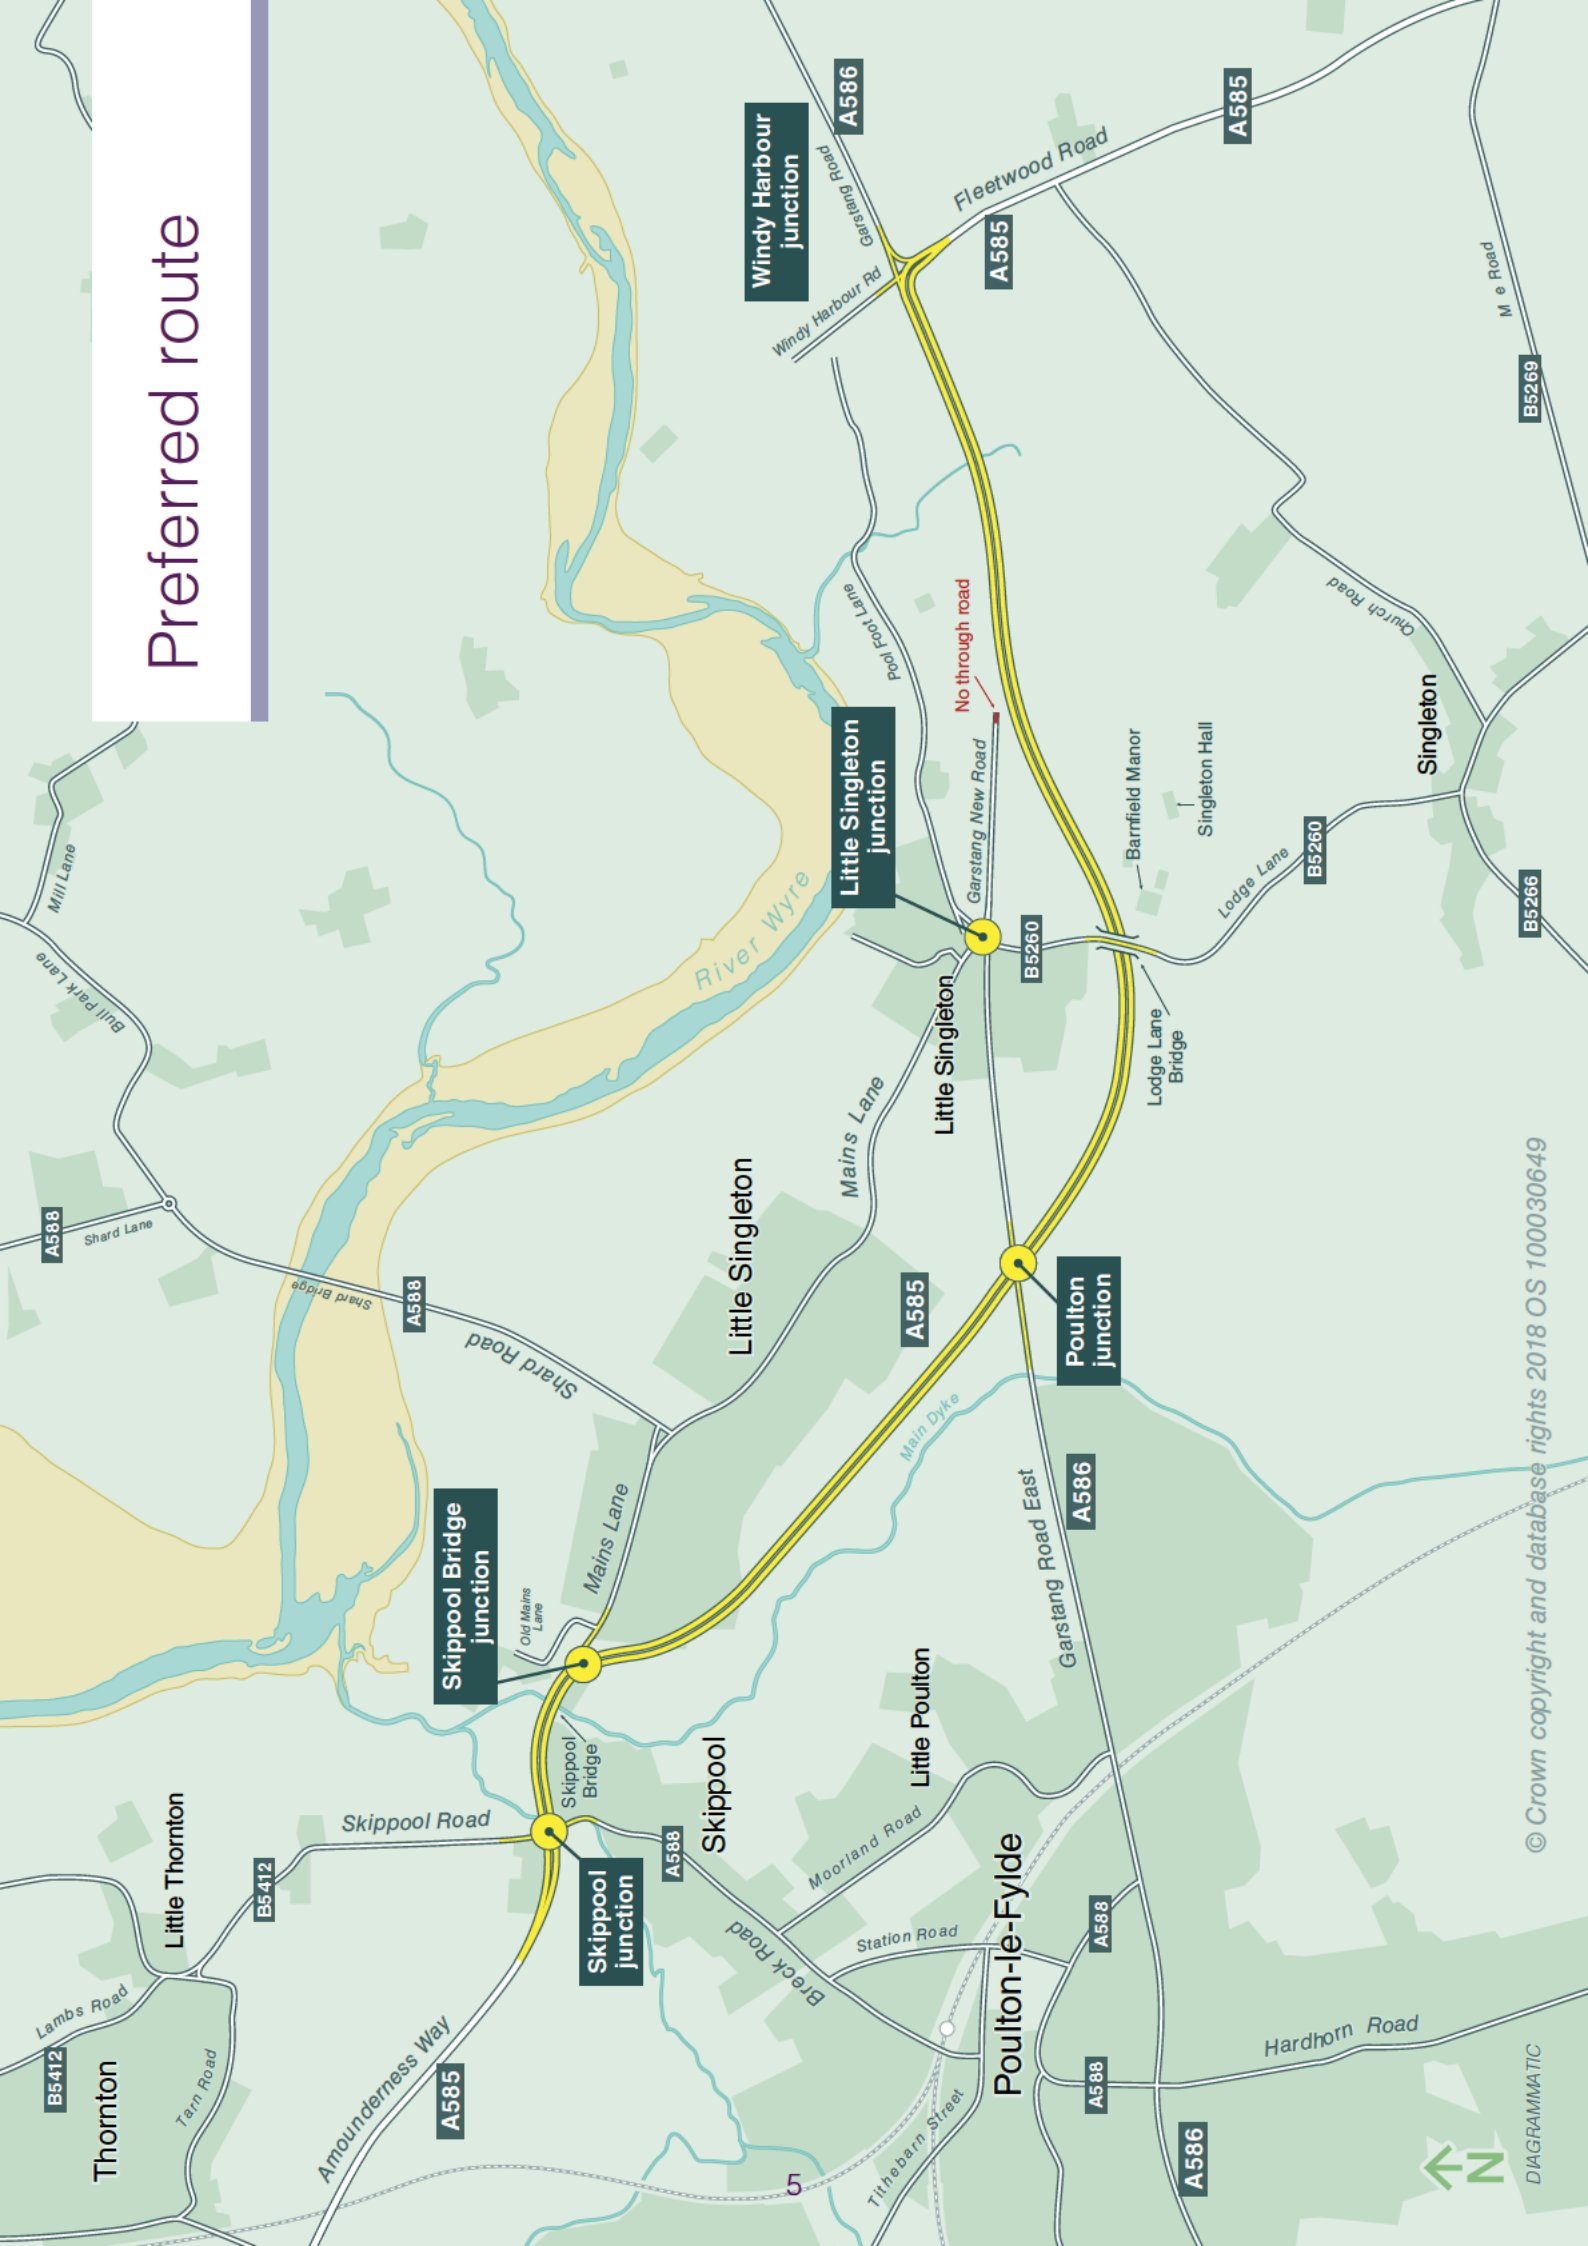 Preferred route
Thornton
Little Thornton
Lambs Road
B5412
Tarn Road
B5412
Skippool Road
Amounderness Way
A585
Skippool
junction
Skippool
Bridge
Skippool Bridge
junction
Old Mains
Lane
Mains Lane
A588
Shard Lane
Shard Bridge
A588
Shard Road
Bull Park Lane
Mill Lane
River Wyre
Little Singleton
Mains Lane
Little Singleton
Little Singleton
junction
Garstang New Road
No through road
Pool Foot Lane
Windy Harbour
junction
Windy Harbour Rd
Garstang Road
A586
Fleetwood Road
A585
A585
M e Road
B5269
Church Road
Singleton
B5266
B5260
Lodge Lane
Singleton Hall
Barnfield Manor
B5260
Lodge Lane
Bridge
A585
Poulton
junction
Main Dyke
A586
Garstang Road East
Skippool
A588
Little Poulton
Moorland Road
Breck Road
Station Road
Poulton-le-Fylde
A588
A588
Tithebarn Street
Hardhorn Road
A586
N
DIAGRAMMATIC
© Crown copyright and database rights 2018 OS 100030649
5